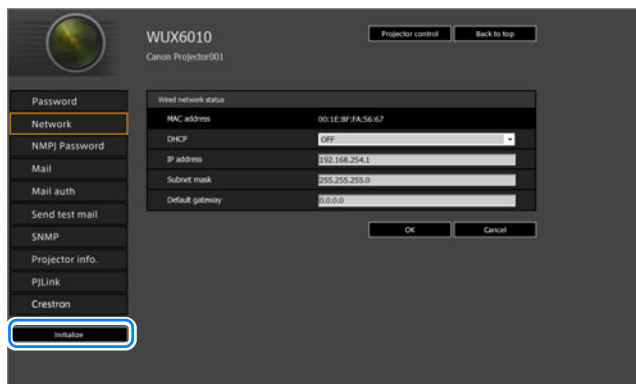 WUX6010
Projector control
Back to top
Canon Projector001
Password
Network
NMPJ Password
Mail
Mail auth
Send test mail
SNMP
Projector info.
PJLink
Crestron
Initialize
Wired network status
MAC address 00:1E:8F:FA:56:67
DHCP OFF
IP address 192.168.254.1
Subnet mask 255.255.255.0
Default gateway 0.0.0.0
OK
Cancel